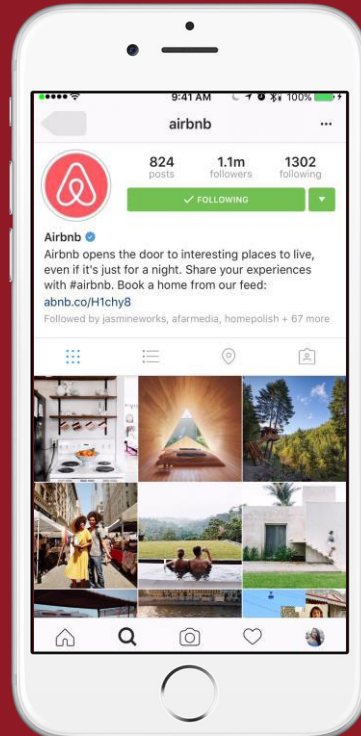 9:41 AM 100%
airbnb
824 1.1m 1302
posts followers following
FOLLOWING
Airbnb
Airbnb opens the door to interesting places to live,
even if it's just for a night. Share your experiences
with #airbnb. Book a home from our feed:
abnb.co/H1chy8
Followed by jasmineworks, afarmedia, homepolish + 67 more